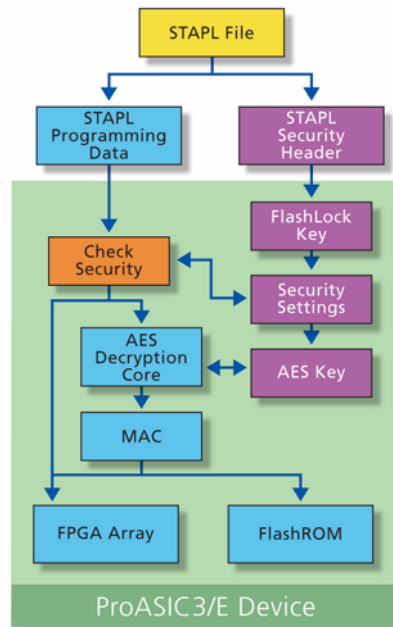 STAPL File
STAPL
Programming
Data
STAPL
Security
Header
FlashLock
Key
Check
Security
Security
Settings
AES
Decryption
Core
AES Key
MAC
FPGA Array
FlashROM
ProASIC3/E Device